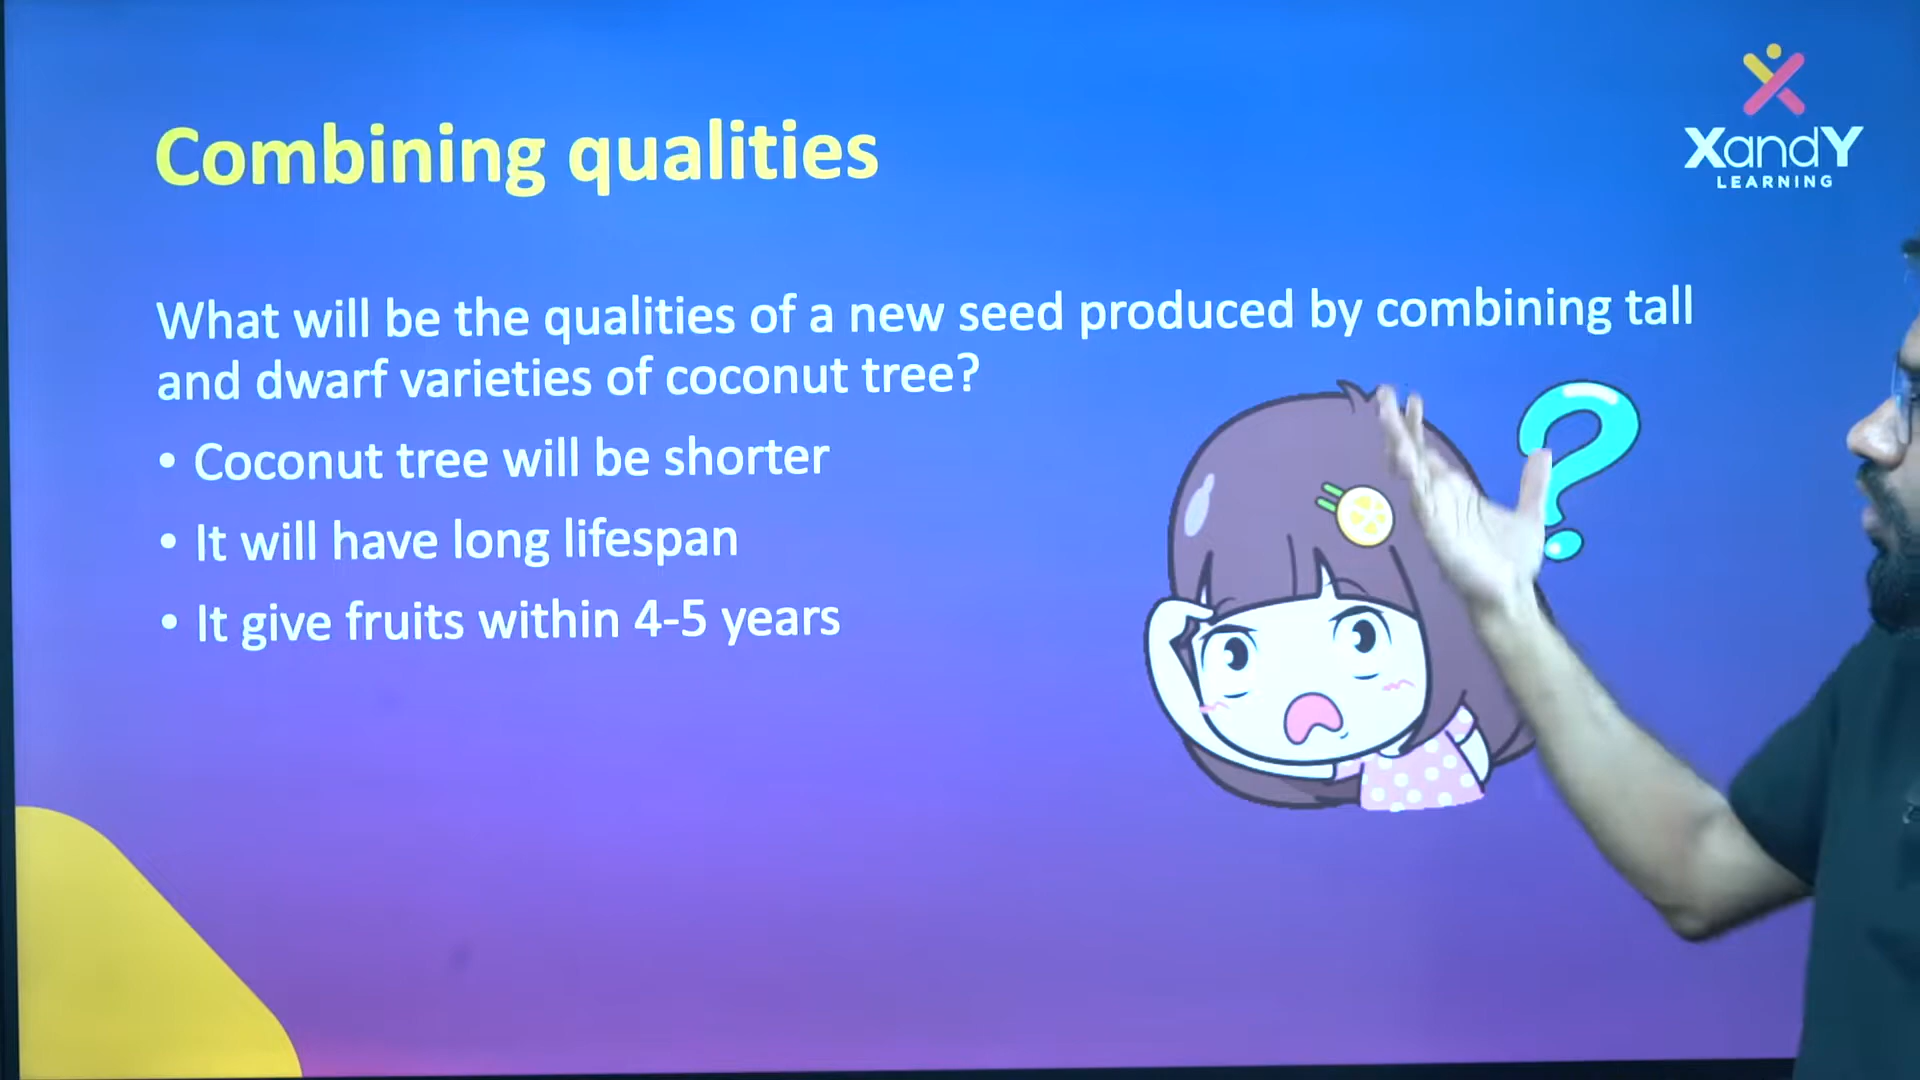 XandY
LEARNING
Combining qualities
What will be the qualities of a new seed produced by combining tall
and dwarf varieties of coconut tree?
• Coconut tree will be shorter
• It will have long lifespan
• It give fruits within 4-5 years
?